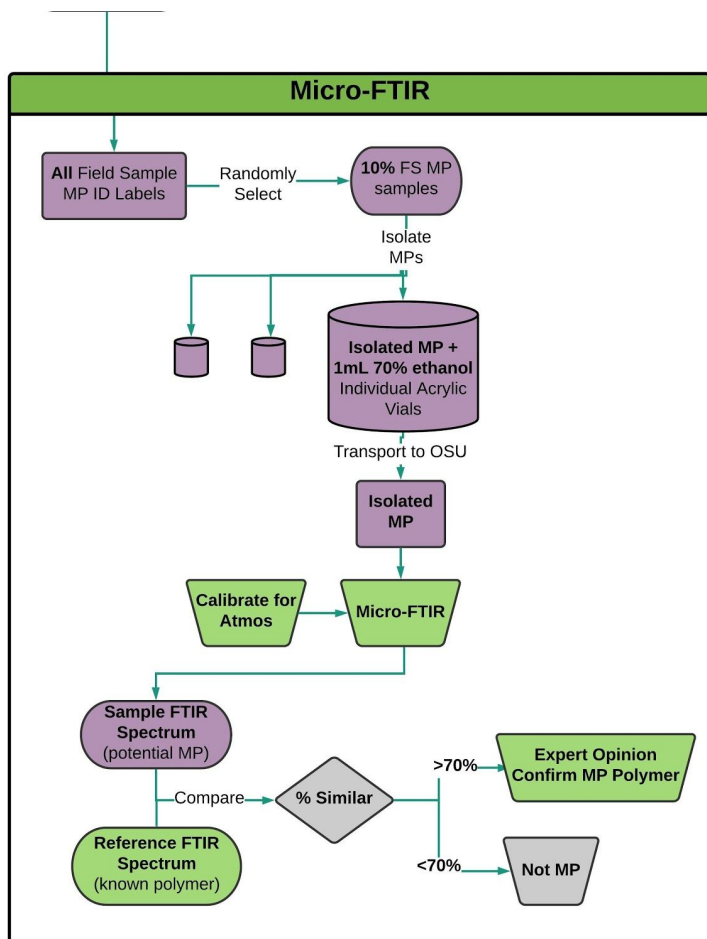 Micro-FTIR
All Field Sample
MP ID Labels
Randomly
Select
10% FS MP
samples
Isolate
MPs
Isolated MP +
1mL 70% ethanol
Individual Acrylic
Vials
Transport to OSU
Isolated
MP
Calibrate for
Atmos
Micro-FTIR
Sample FTIR
Spectrum
(potential MP)
Compare
Reference FTIR
Spectrum
(known polymer)
% Similar
>70%
Expert Opinion
Confirm MP Polymer
<70%
Not MP